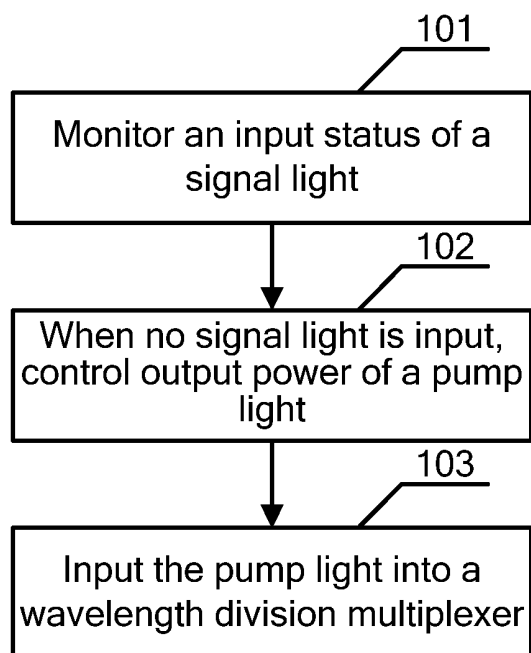 101
Monitor an input status of a
signal light
102
When no signal light is input,
control output power of a pump
light
103
Input the pump light into a
wavelength division multiplexer